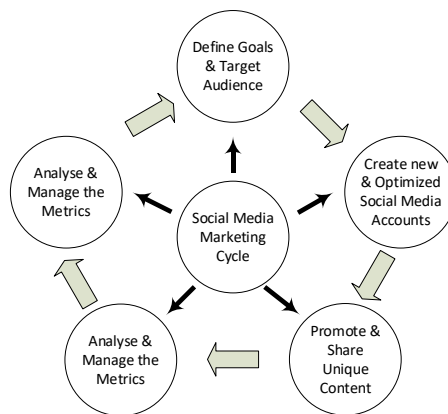 Define Goals
& Target
Audience
Create new
& Optimized
Social Media
Accounts
Promote &
Share
Unique
Content
Analyse &
Manage the
Metrics
Analyse &
Manage the
Metrics
Social Media
Marketing
Cycle